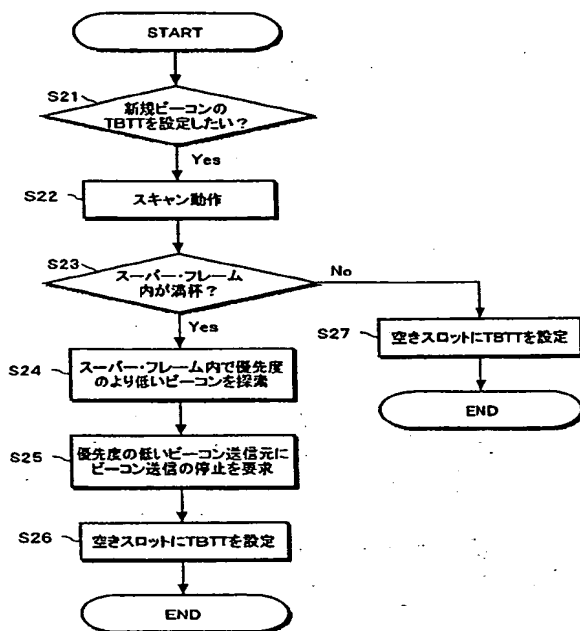 START
S21
新規ビーコンの
TBTTを設定したい？
Yes
S22
スキャン動作
S23
スーパー・フレーム
内が満杯？
No
Yes
S27
空きスロットにTBTTを設定
END
S24
スーパー・フレーム内で優先度
のより低いビーコンを探索
S25
優先度の低いビーコン送信元に
ビーコン送信の停止を要求
S26
空きスロットにTBTTを設定
END